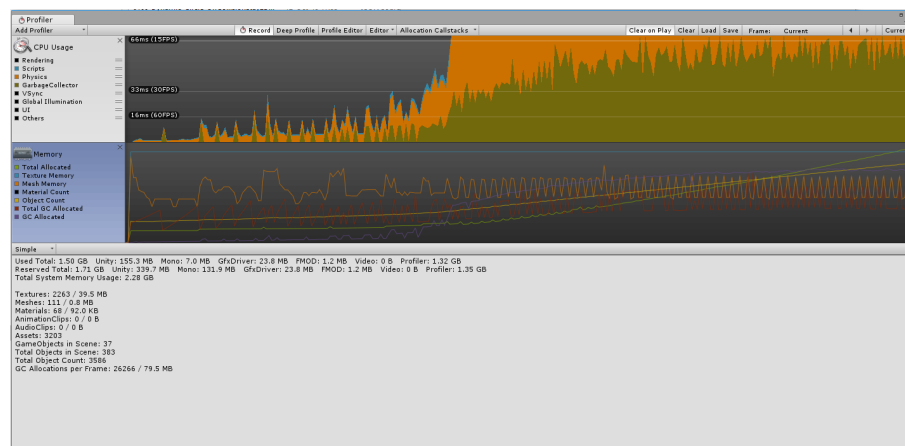 Profiler
Add Profiler
Record Deep Profile Profile Editor Editor Allocation Callstacks Clear on Play Clear Load Save Frame: Current Curren
CPU Usage
Rendering
Scripts
Physics
GarbageCollector
VSync
Global Illumination
UI
Others
66ms (15FPS)
33ms (30FPS)
16ms (60FPS)
Memory
Total Allocated
Texture Memory
Mesh Memory
Material Count
Object Count
Total GC Allocated
GC Allocated
Simple
Used Total: 1.50 GB Unity: 155.3 MB Mono: 7.0 MB GfxDriver: 23.8 MB FMOD: 1.2 MB Video: 0 B Profiler: 1.32 GB
Reserved Total: 1.71 GB Unity: 339.7 MB Mono: 131.9 MB GfxDriver: 23.8 MB FMOD: 1.2 MB Video: 0 B Profiler: 1.35 GB
Total System Memory Usage: 2.28 GB
Textures: 2263 / 39.5 MB
Meshes: 111 / 0.8 MB
Materials: 68 / 92.0 KB
AnimationClips: 0 / 0 B
AudioClips: 0 / 0 B
Assets: 3203
GameObjects in Scene: 37
Total Objects in Scene: 383
Total Object Count: 3586
GC Allocations per Frame: 26266 / 79.5 MB